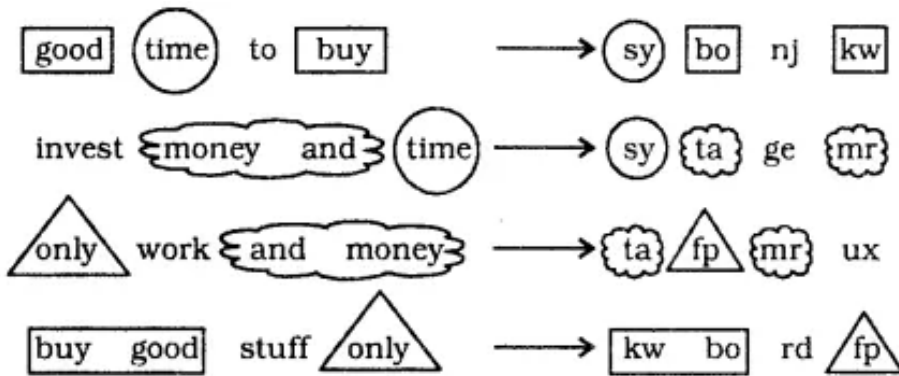 good time to buy → sy bo nj kw
invest money and time → sy ta ge mr
only work and money → ta fp mr ux
buy good stuff only → kw bo rd fp